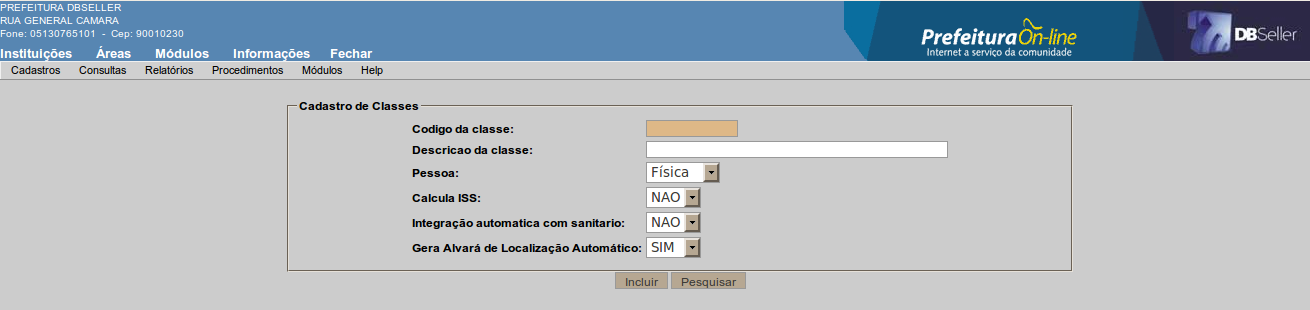 PREFEITURA DBSELLER
RUA GENERAL CAMARA
Fone: 05130765101 - Cep: 90010230
Prefeitura On-line
Internet a serviço da comunidade
DBSeller
Instituições Áreas Módulos Informações Fechar
Cadastros Consultas Relatórios Procedimentos Módulos Help
Cadastro de Classes
Codigo da classe:
Descricao da classe:
Pessoa: Física
Calcula ISS: NAO
Integração automatica com sanitario: NAO
Gera Alvará de Localização Automático: SIM
Incluir Pesquisar